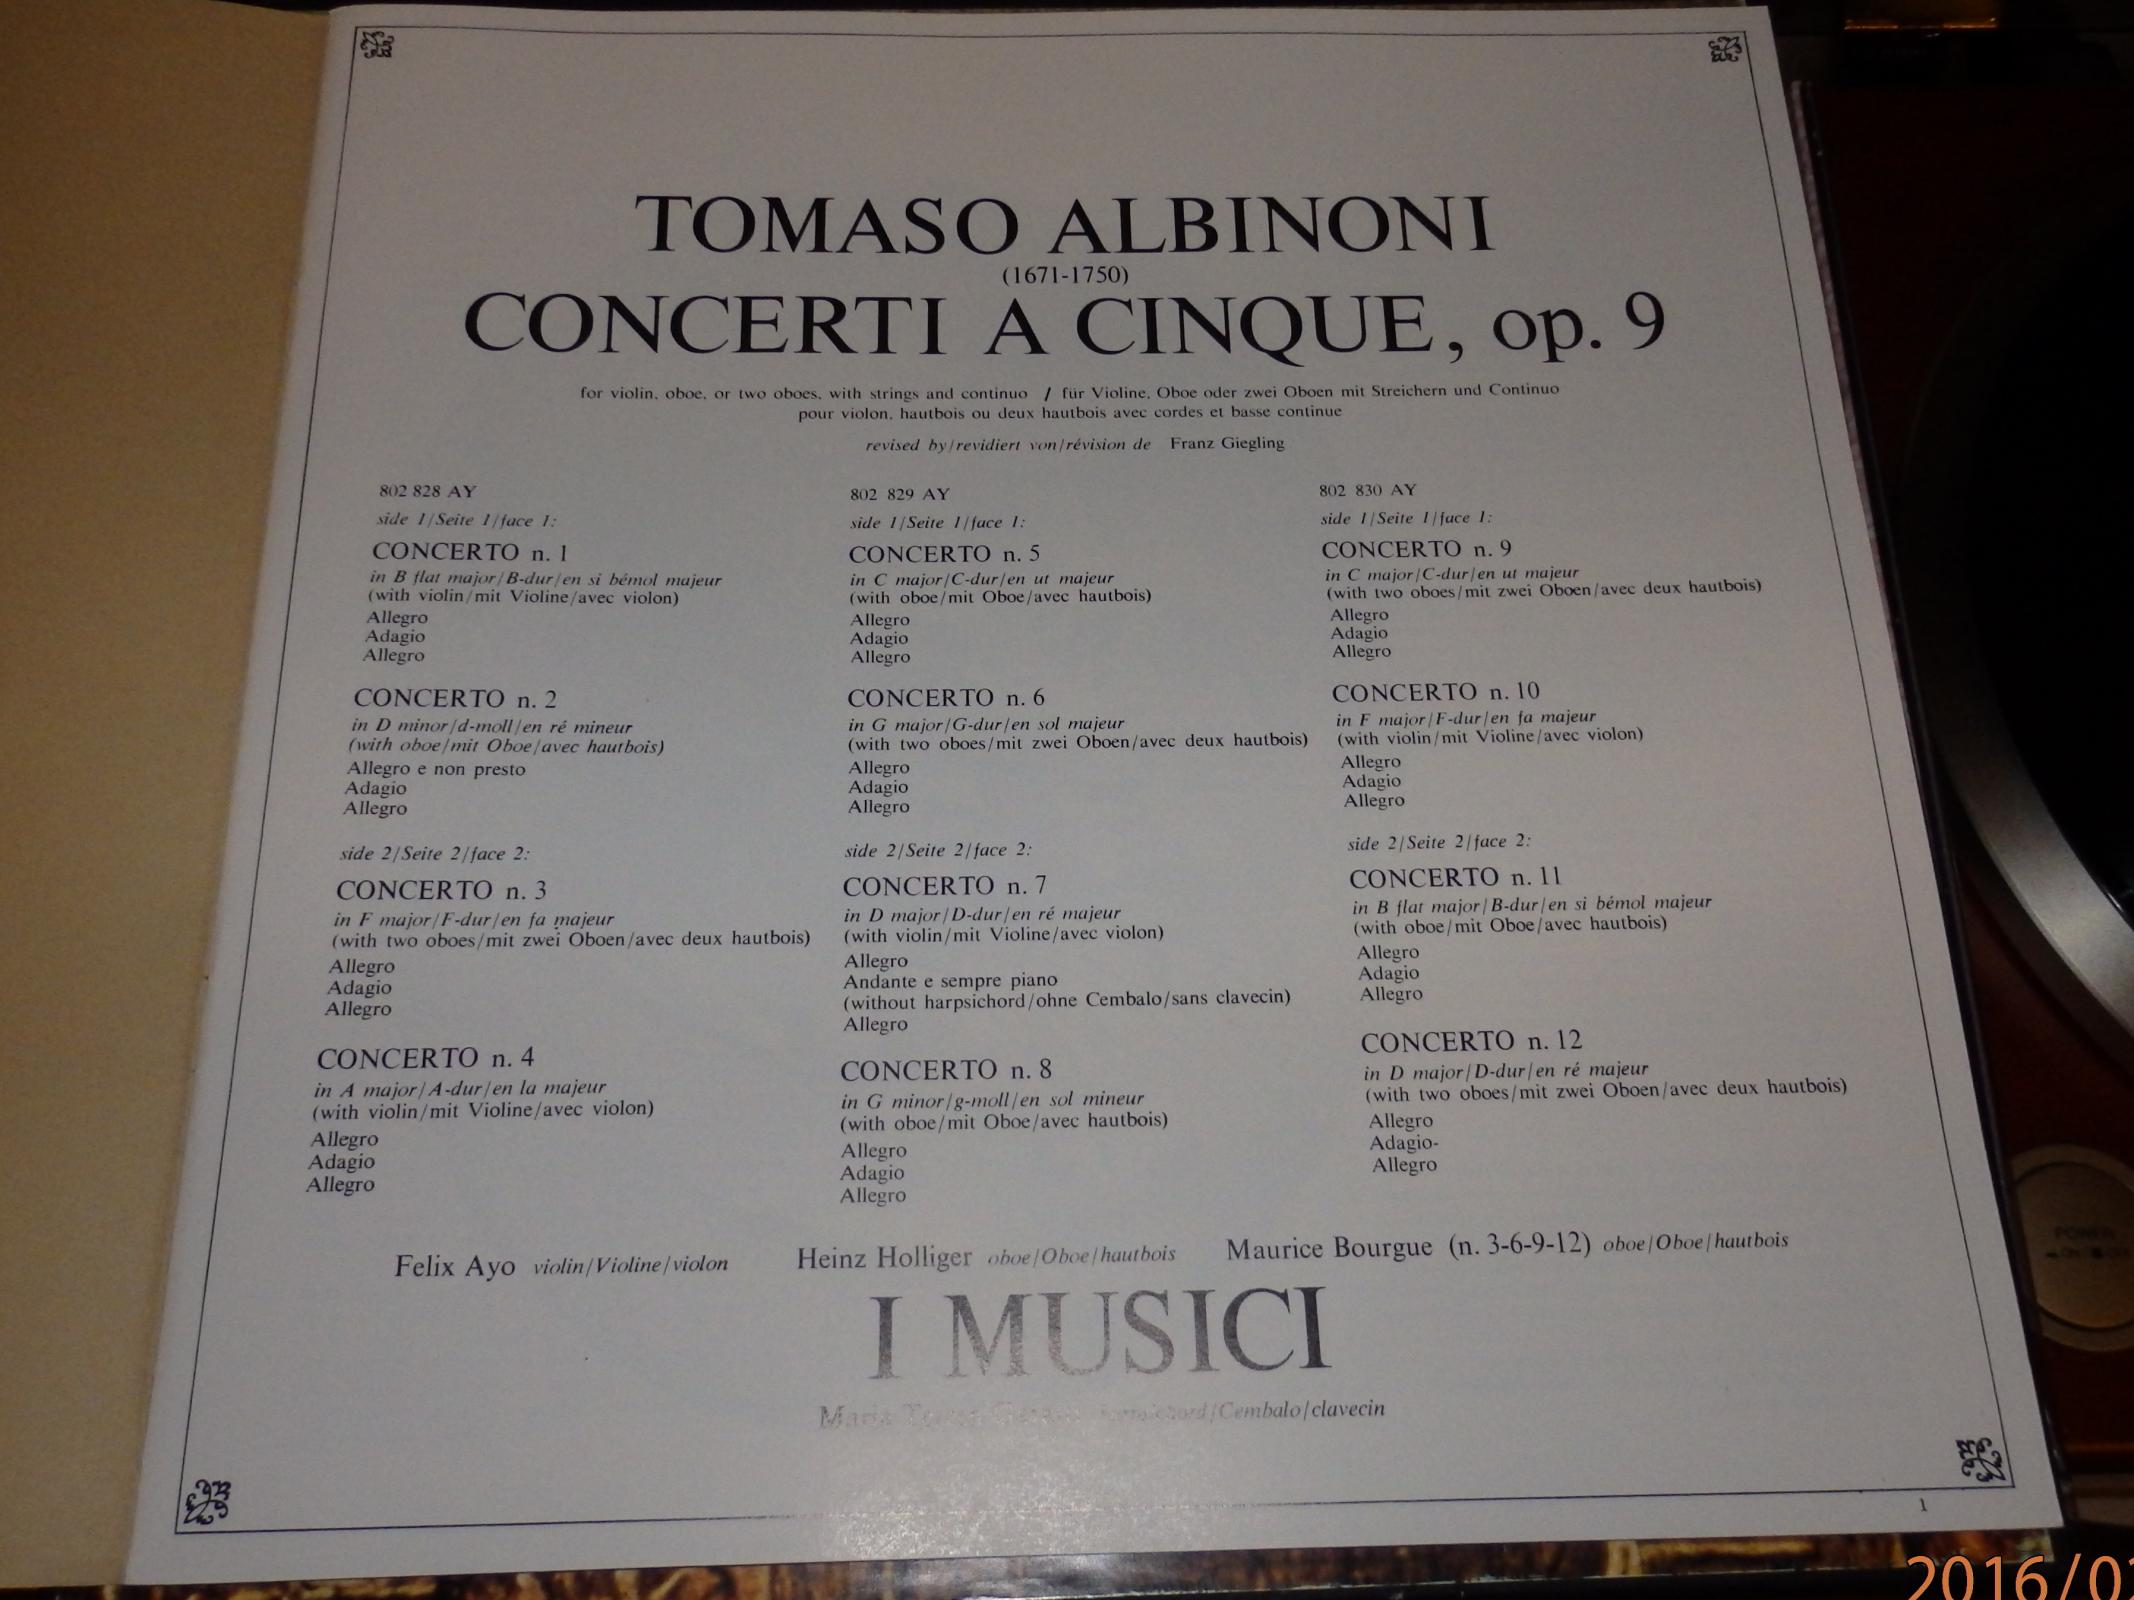 TOMASO ALBINONI
(1671-1750)
CONCERTI A CINQUE, op. 9
for violin, oboe, or two oboes, with strings and continuo / für Violine, Oboe oder zwei Oboen mit Streichern und Continuo
pour violon, hautbois ou deux hautbois avec cordes et basse continue
revised by/revidiert von/révision de Franz Giegling
802 828 AY
side 1/Seite 1/face 1:
CONCERTO n. 1
in B flat major/B-dur/en si bémol majeur
(with violin/mit Violine/avec violon)
Allegro
Adagio
Allegro
CONCERTO n. 2
in D minor/d-moll/en ré mineur
(with oboe/mit Oboe/avec hautbois)
Allegro e non presto
Adagio
Allegro
side 2/Seite 2/face 2:
CONCERTO n. 3
in F major/F-dur/en fa majeur
(with two oboes/mit zwei Oboen/avec deux hautbois)
Allegro
Adagio
Allegro
CONCERTO n. 4
in A major/A-dur/en la majeur
(with violin/mit Violine/avec violon)
Allegro
Adagio
Allegro
802 829 AY
side 1/Seite 1/face 1:
CONCERTO n. 5
in C major/C-dur/en ut majeur
(with oboe/mit Oboe/avec hautbois)
Allegro
Adagio
Allegro
CONCERTO n. 6
in G major/G-dur/en sol majeur
(with two oboes/mit zwei Oboen/avec deux hautbois)
Allegro
Adagio
Allegro
side 2/Seite 2/face 2:
CONCERTO n. 7
in D major/D-dur/en ré majeur
(with violin/mit Violine/avec violon)
Allegro
Andante e sempre piano
(without harpsichord/ohne Cembalo/sans clavecin)
Allegro
CONCERTO n. 8
in G minor/g-moll/en sol mineur
(with oboe/mit Oboe/avec hautbois)
Allegro
Adagio
Allegro
802 830 AY
side 1/Seite 1/face 1:
CONCERTO n. 9
in C major/C-dur/en ut majeur
(with two oboes/mit zwei Oboen/avec deux hautbois)
Allegro
Adagio
Allegro
CONCERTO n. 10
in F major/F-dur/en fa majeur
(with violin/mit Violine/avec violon)
Allegro
Adagio
Allegro
side 2/Seite 2/face 2:
CONCERTO n. 11
in B flat major/B-dur/en si bémol majeur
(with oboe/mit Oboe/avec hautbois)
Allegro
Adagio
Allegro
CONCERTO n. 12
in D major/D-dur/en ré majeur
(with two oboes/mit zwei Oboen/avec deux hautbois)
Allegro
Adagio-
Allegro
Felix Ayo violin/Violine/violon Heinz Holliger oboe/Oboe/hautbois Maurice Bourgue (n. 3-6-9-12) oboe/Oboe/hautbois
I MUSICI
Maria harpsichord/Cembalo/clavecin
1
POWER
ON
2016/0